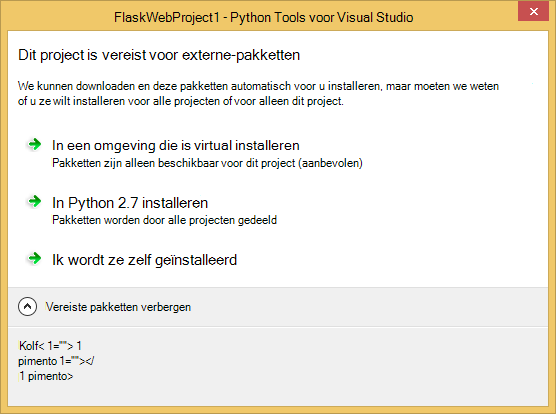 FlaskWebProject1 - Python Tools voor Visual Studio
Dit project is vereist voor externe-pakketten
We kunnen downloaden en deze pakketten automatisch voor u installeren, maar moeten we weten
of u ze wilt installeren voor alle projecten of voor alleen dit project.
In een omgeving die is virtual installeren
Pakketten zijn alleen beschikbaar voor dit project (aanbevolen)
In Python 2.7 installeren
Pakketten worden door alle projecten gedeeld
Ik wordt ze zelf geïnstalleerd
Vereiste pakketten verbergen
Kolf< 1=""> 1
pimento 1=""></
1 pimento>